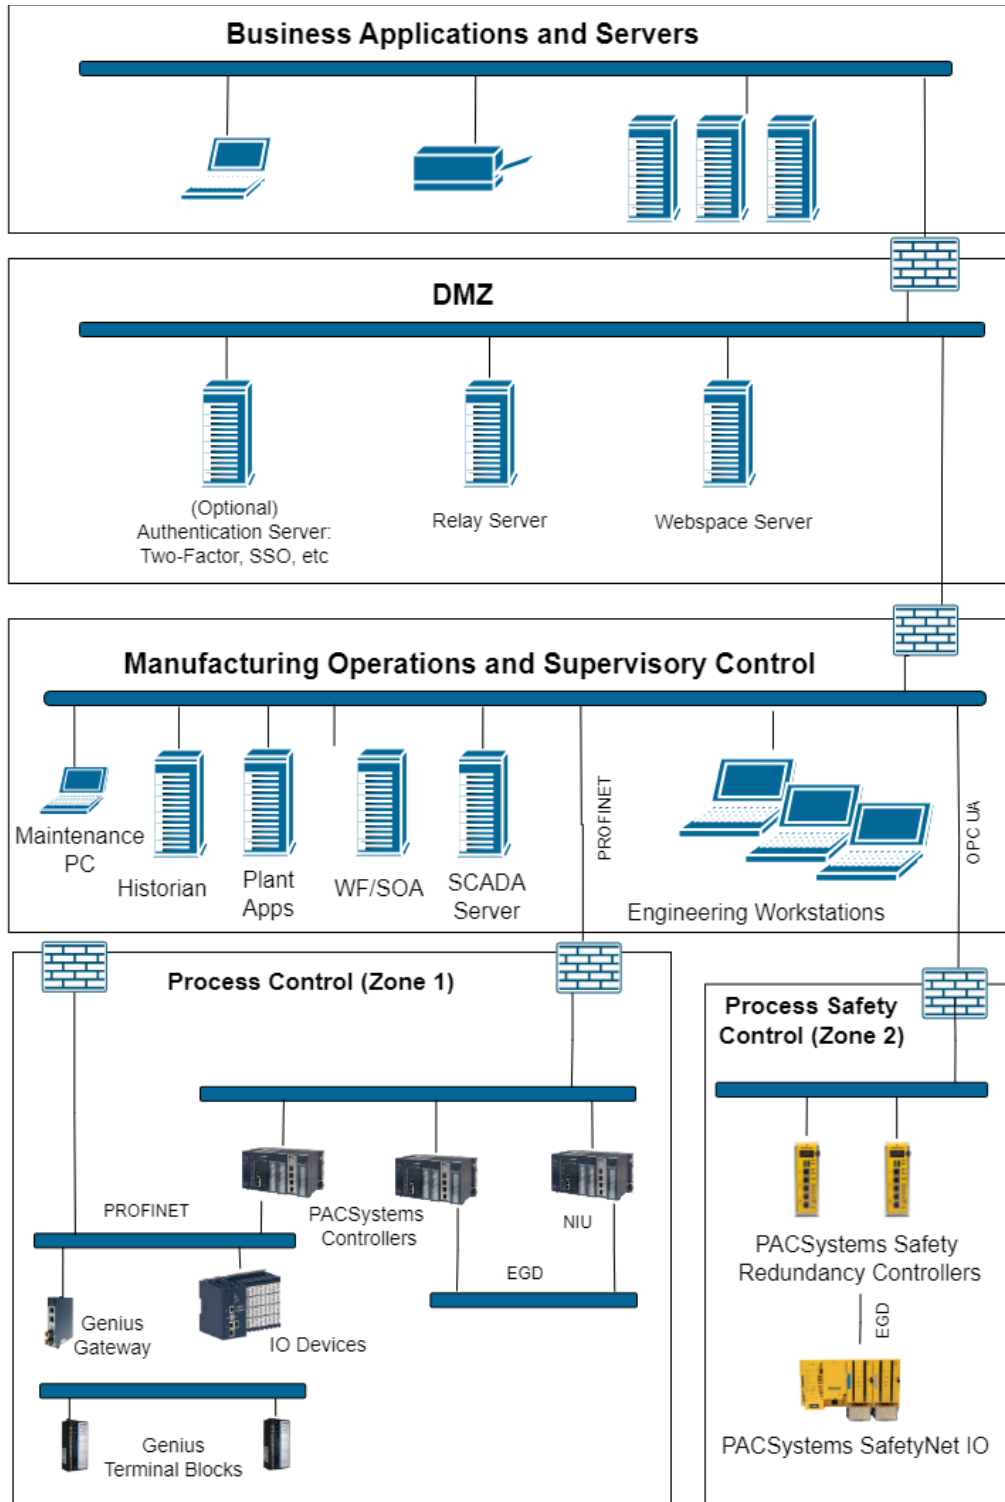 Business Applications and Servers
DMZ
(Optional)
Authentication Server:
Two-Factor, SSO, etc
Relay Server
Webspace Server
Manufacturing Operations and Supervisory Control
Maintenance
PC
Historian
Plant
Apps
WF/SOA
SCADA
Server
PROFINET
Engineering Workstations
OPC UA
Process Control (Zone 1)
PROFINET
PACSystems
Controllers
NIU
EGD
Genius
Gateway
IO Devices
Genius
Terminal Blocks
Process Safety
Control (Zone 2)
PACSystems Safety
Redundancy Controllers
EGD
PACSystems SafetyNet IO